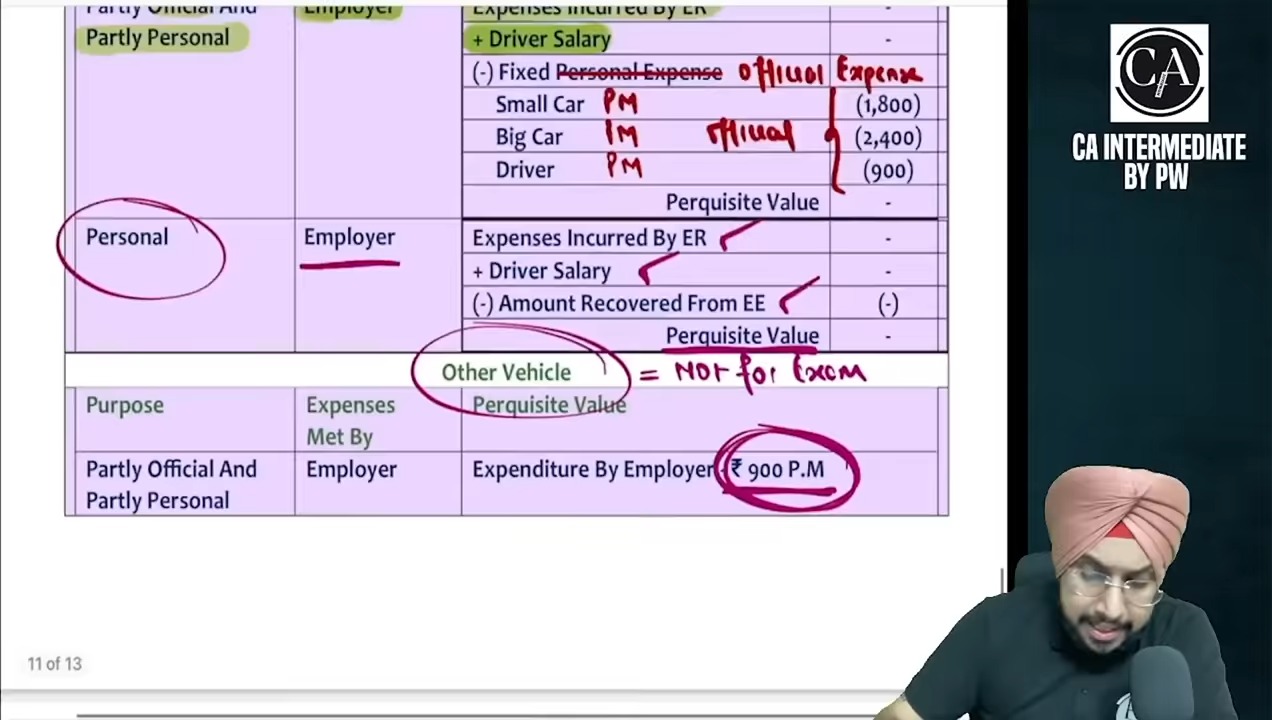 Partly Official And
Employer
Expenses Incurred By ER
-
Partly Personal
+ Driver Salary
-
(-) Fixed Personal Expense official Expense
Small Car PM (1,800)
Big Car PM official (2,400)
Driver PM (900)
Perquisite Value -
Personal Employer Expenses Incurred By ER -
+ Driver Salary -
(-) Amount Recovered From EE (-)
Perquisite Value -
Other Vehicle = NOT for Exam
Purpose Expenses Perquisite Value
Met By
Partly Official And Employer Expenditure By Employer - ₹ 900 P.M
Partly Personal
11 of 13
CA
CA INTERMEDIATE
BY PW